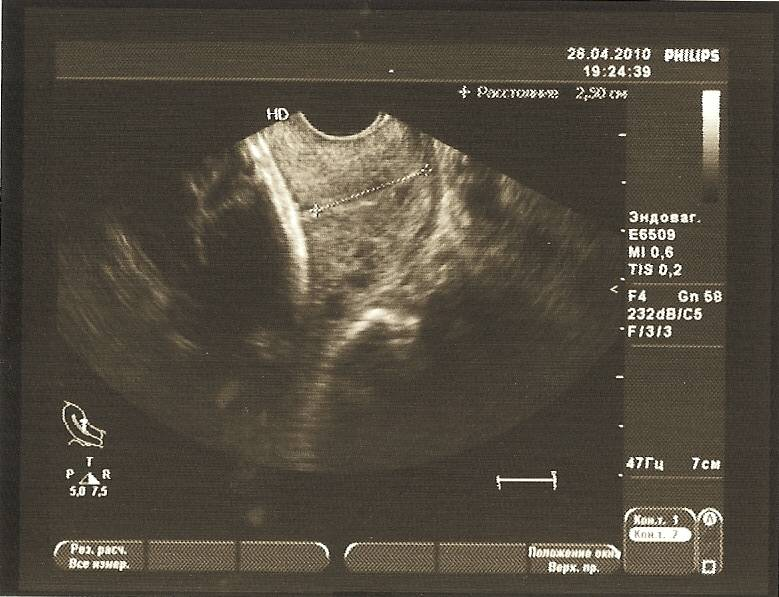 26.04.2010 PHILIPS
19:24:39
Расстояние 2,50 см
HD
Эндоваг.
E6509
MI 0,6
TIS 0,2
F4 Gn 58
232dB/C5
F/3/3
T
P R
5,0 7,5
47Гц 7см
Конт. 1
Конт. 2
Рез. расч.
Все измер.
Положение окна
Верх. пр.